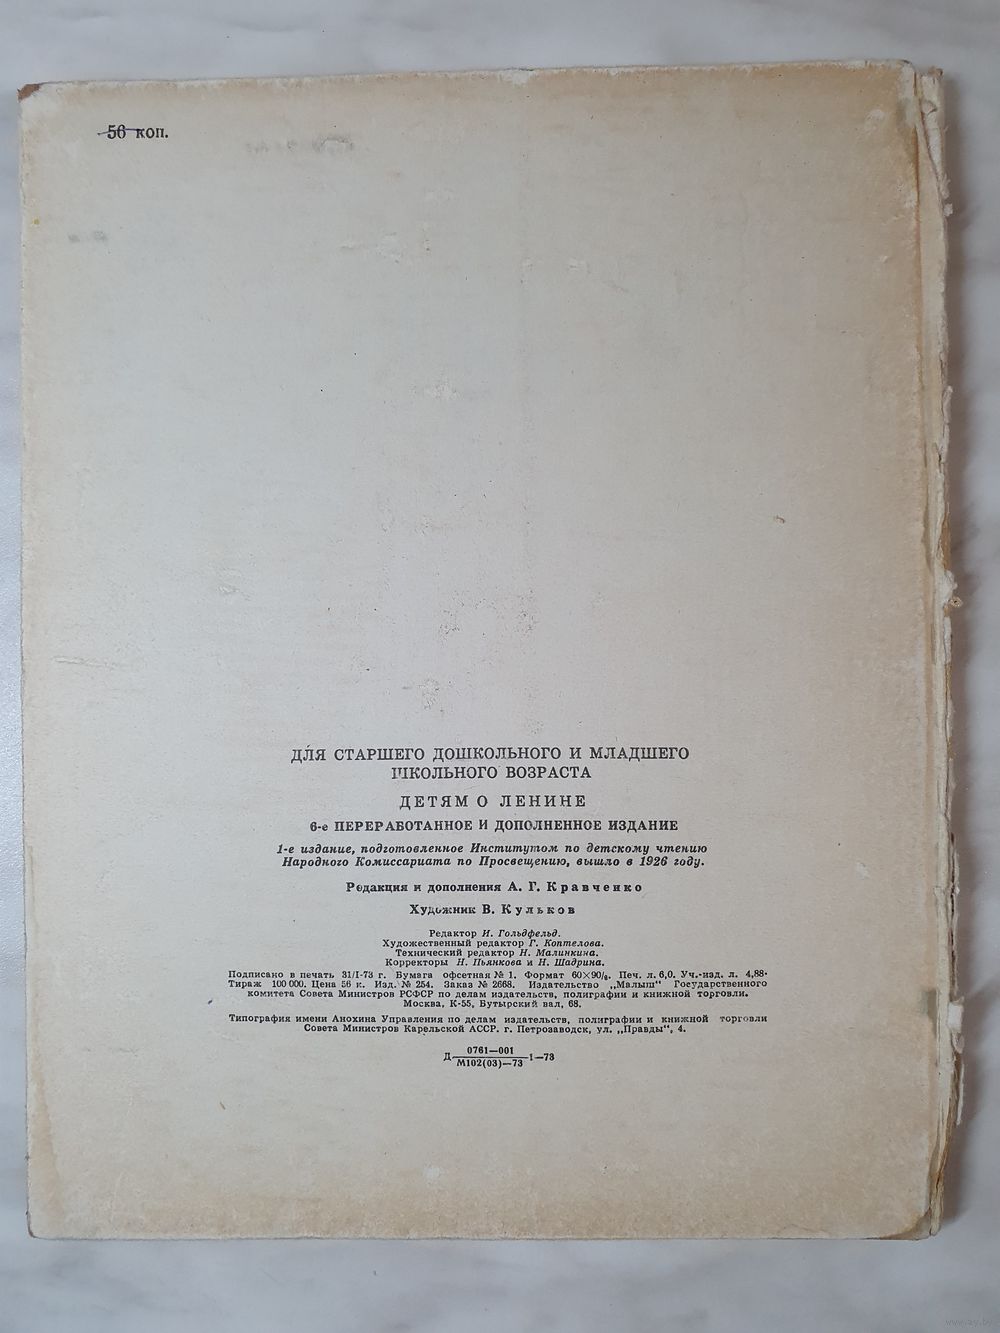 56 коп.
ДЛЯ СТАРШЕГО ДОШКОЛЬНОГО И МЛАДШЕГО
ШКОЛЬНОГО ВОЗРАСТА
ДЕТЯМ О ЛЕНИНЕ
6-е ПЕРЕРАБОТАННОЕ И ДОПОЛНЕННОЕ ИЗДАНИЕ
1-е издание, подготовленное Институтом по детскому чтению
Народного Комиссариата по Просвещению, вышло в 1926 году.
Редакция и дополнения А. Г. Кравченко
Художник В. Кульков
Редактор И. Гольдфельд.
Художественный редактор Г. Коптелова.
Технический редактор Н. Малинкина.
Корректоры Н. Пьянкова и Н. Шадрина.
Подписано в печать 31/I-73 г. Бумага офсетная № 1. Формат 60×90/8. Печ. л. 6,0. Уч.-изд. л. 4,88.
Тираж 100 000. Цена 56 к. Изд. № 254. Заказ № 2668. Издательство „Малыш" Государственного
комитета Совета Министров РСФСР по делам издательств, полиграфии и книжной торговли.
Москва, К-55, Бутырский вал, 68.
Типография имени Анохина Управления по делам издательств, полиграфии и книжной торговли
Совета Министров Карельской АССР. г. Петрозаводск, ул. „Правды", 4.
0761—001
Д 1—73
М102(03)—73